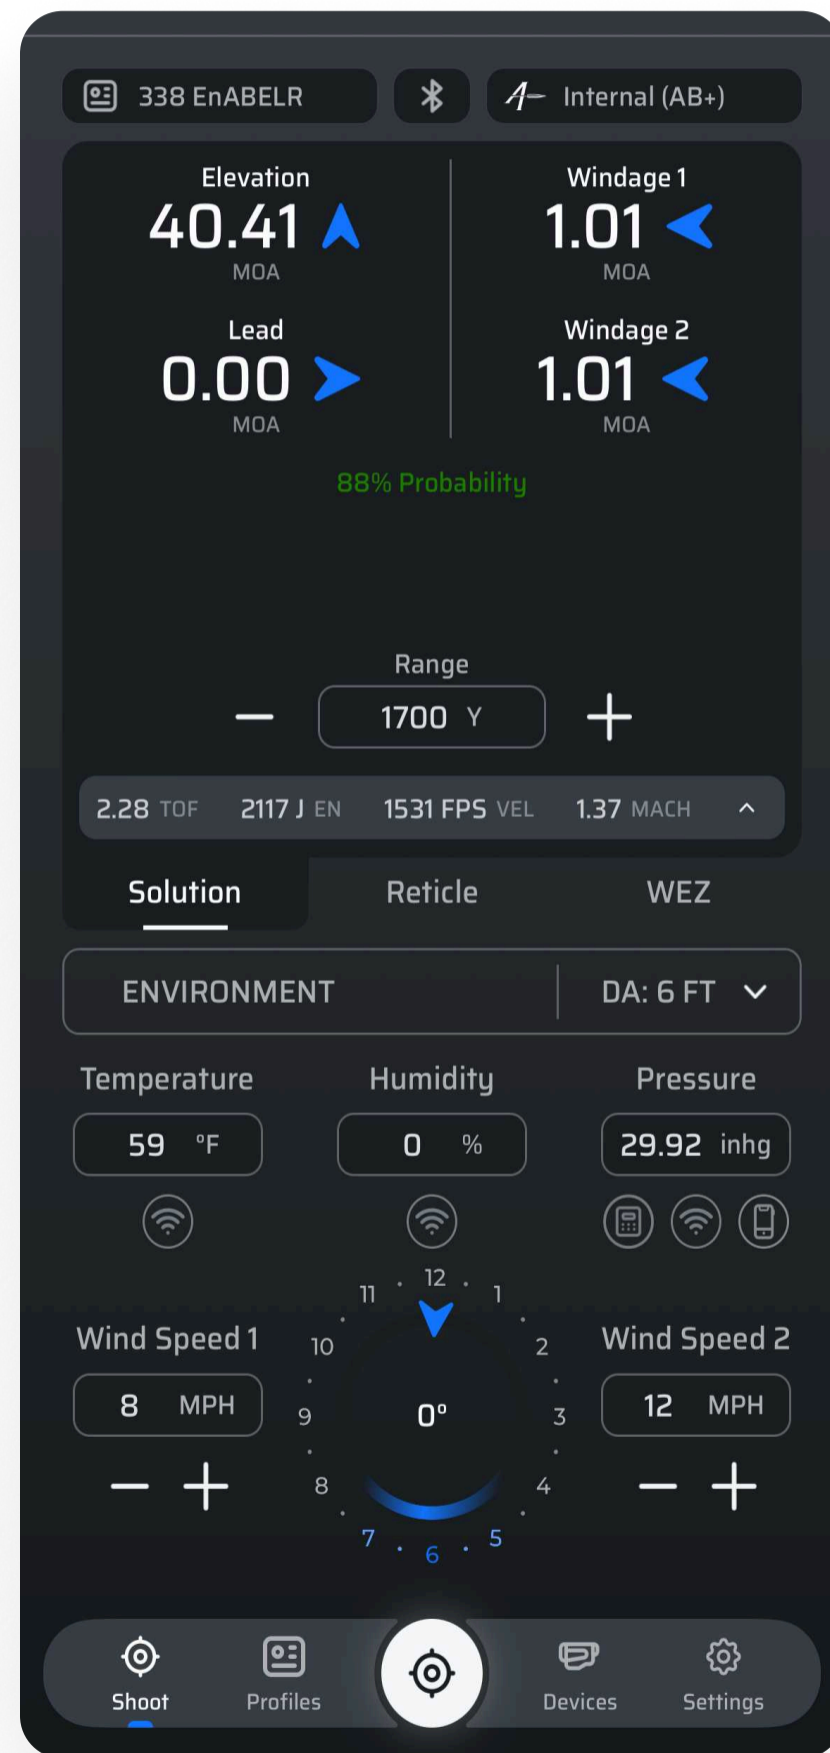 338 EnABELR
Internal (AB+)
Elevation
40.41
MOA
Windage 1
1.01
MOA
Lead
0.00
MOA
Windage 2
1.01
MOA
88% Probability
Range
1700 Y
2.28 TOF 2117 J EN 1531 FPS VEL 1.37 MACH
Solution Reticle WEZ
ENVIRONMENT DA: 6 FT
Temperature Humidity Pressure
59 °F 0 % 29.92 inhg
Wind Speed 1
8 MPH
12
11 1
10 2
9 0° 3
8 4
7 5
6
Wind Speed 2
12 MPH
Shoot Profiles Devices Settings